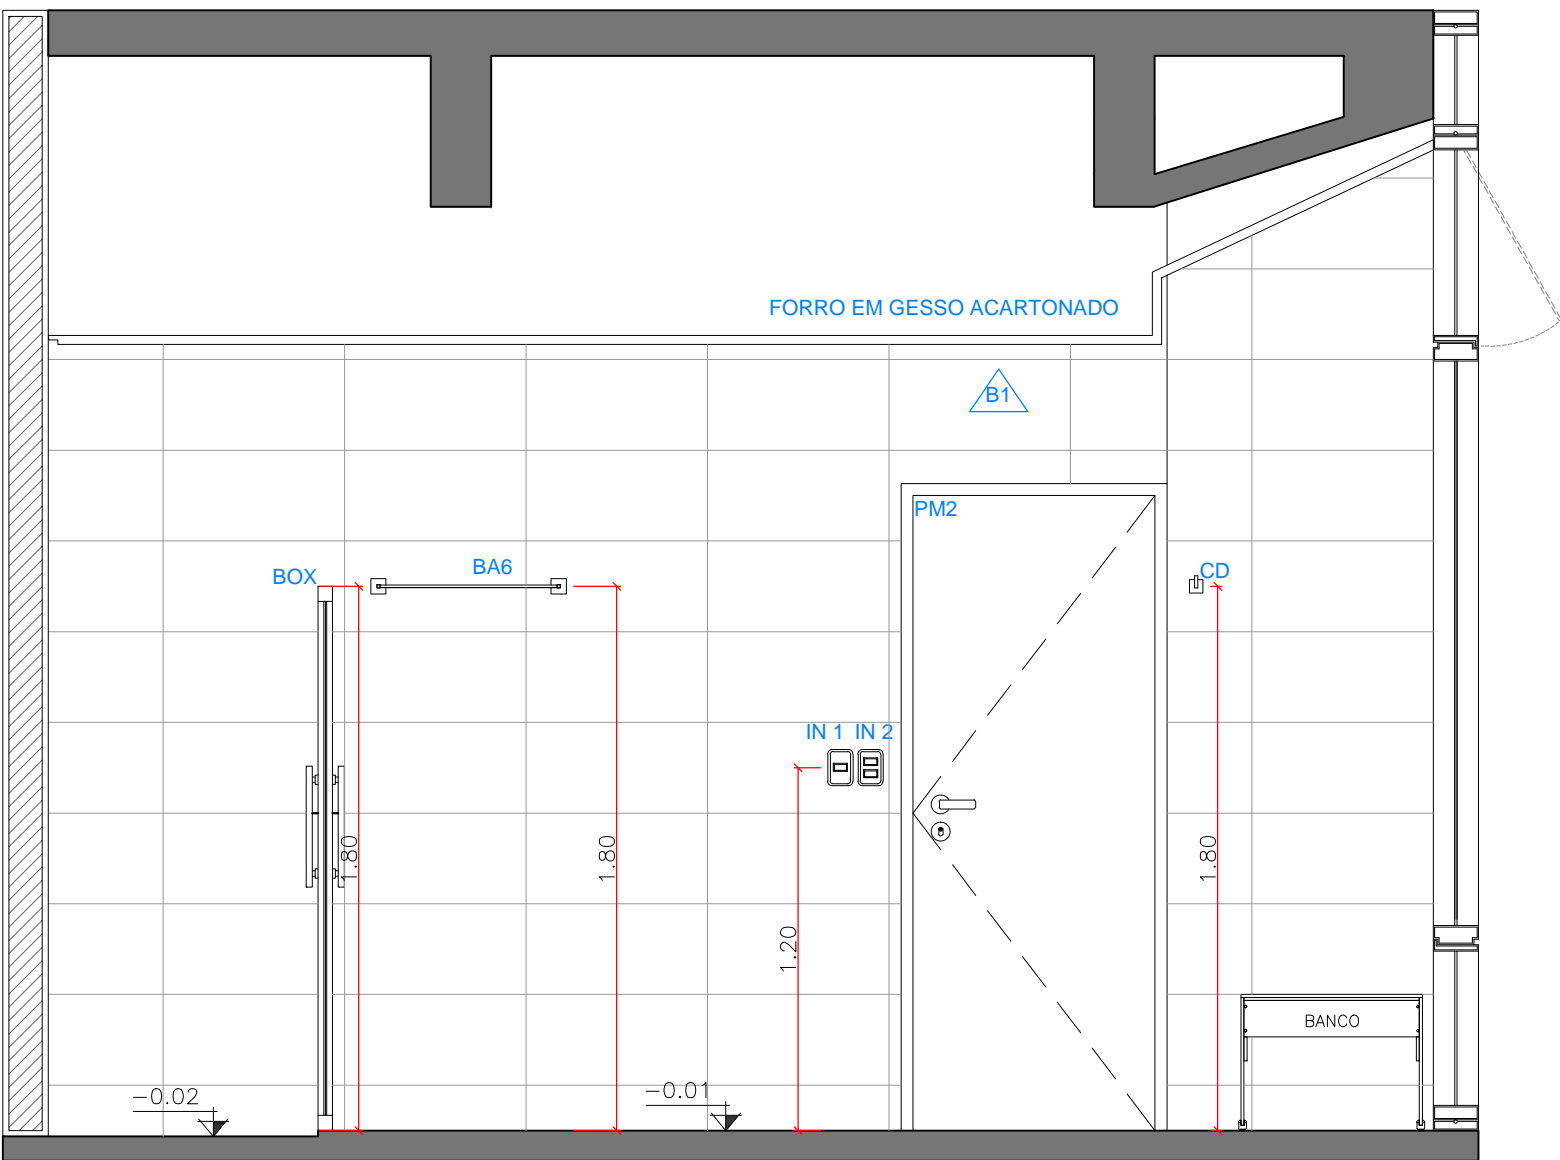 FORRO EM GESSO ACARTONADO
B1
PM2
BOX
BA6
CD
IN 1
IN 2
1.80
1.80
1.80
1.20
BANCO
-0.02
-0.01